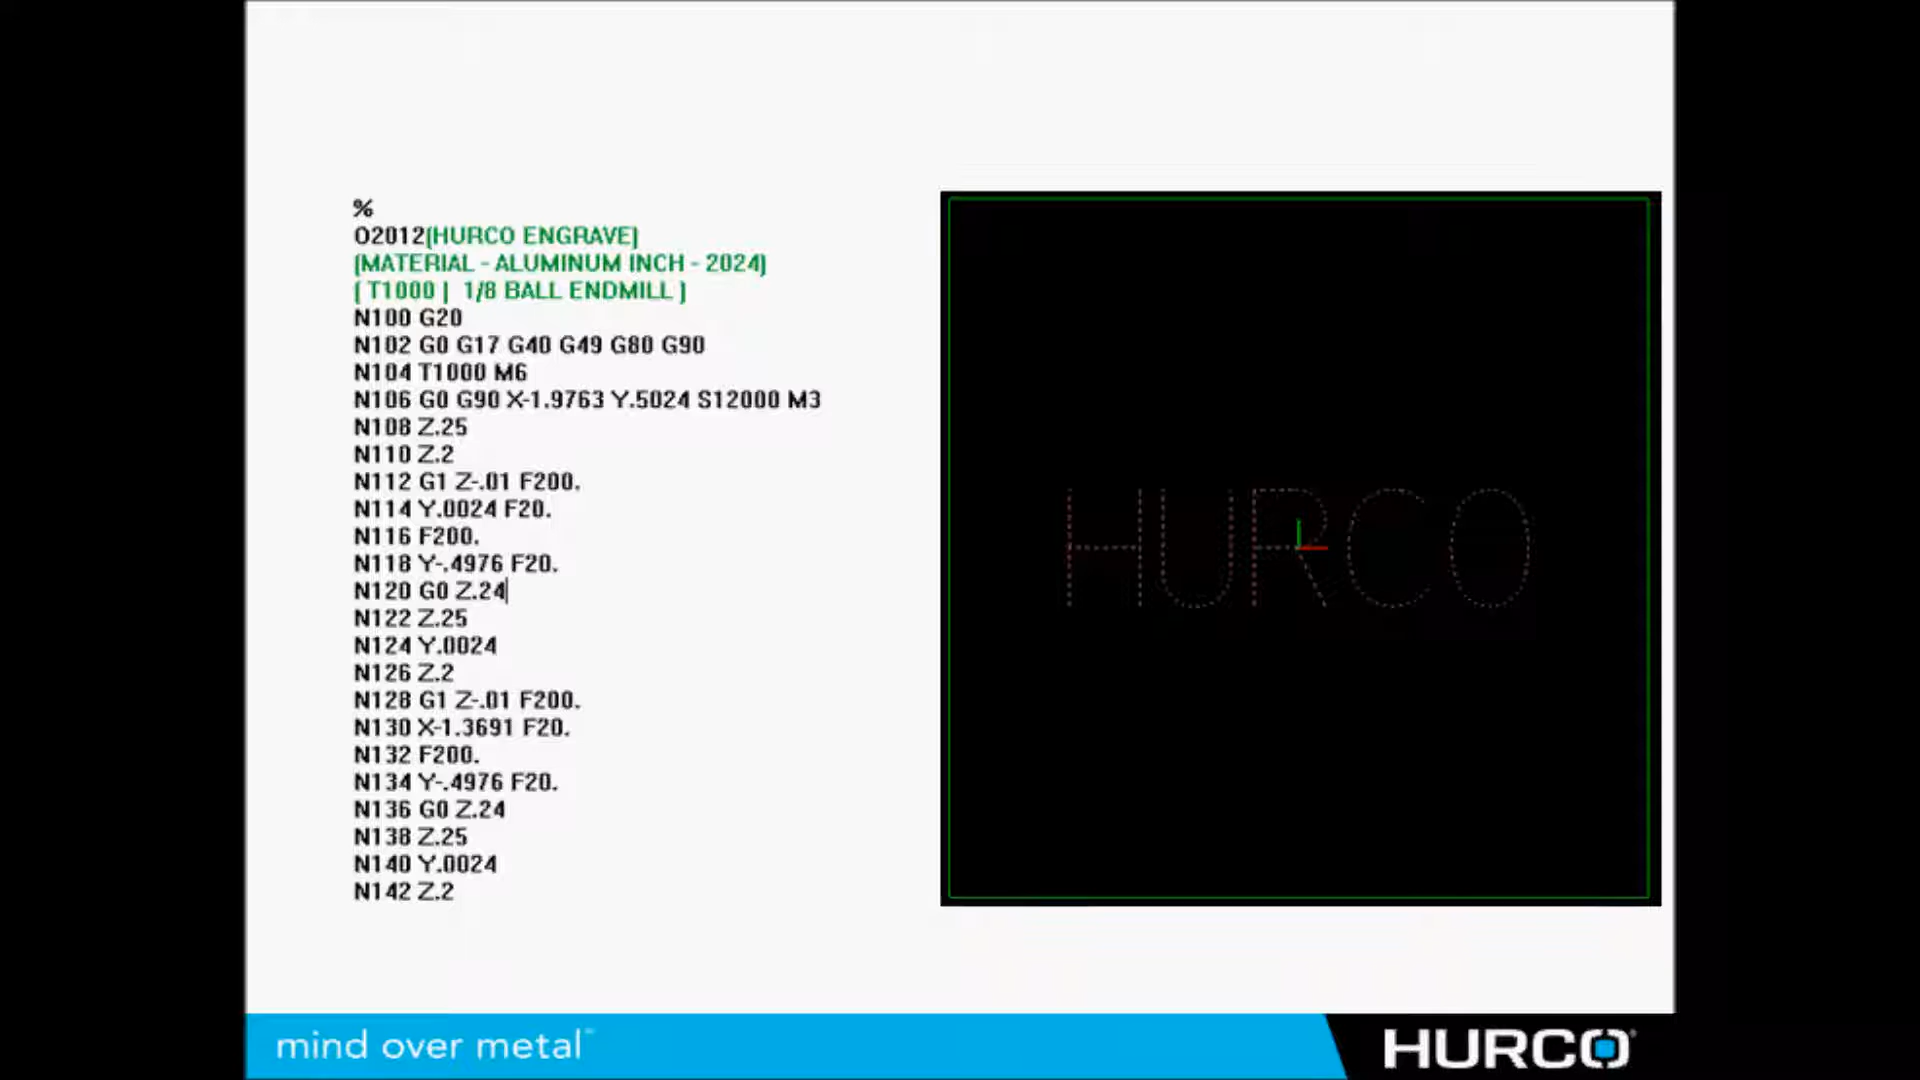 %
O2012(HURCO ENGRAVE)
(MATERIAL - ALUMINUM INCH - 2024)
( T1000 | 1/8 BALL ENDMILL )
N100 G20
N102 G0 G17 G40 G49 G80 G90
N104 T1000 M6
N106 G0 G90 X-1.9763 Y.5024 S12000 M3
N108 Z.25
N110 Z.2
N112 G1 Z-.01 F200.
N114 Y.0024 F20.
N116 F200.
N118 Y-.4976 F20.
N120 G0 Z.24
N122 Z.25
N124 Y.0024
N126 Z.2
N128 G1 Z-.01 F200.
N130 X-1.3691 F20.
N132 F200.
N134 Y-.4976 F20.
N136 G0 Z.24
N138 Z.25
N140 Y.0024
N142 Z.2
HURCO
mind over metal™
HURCO®